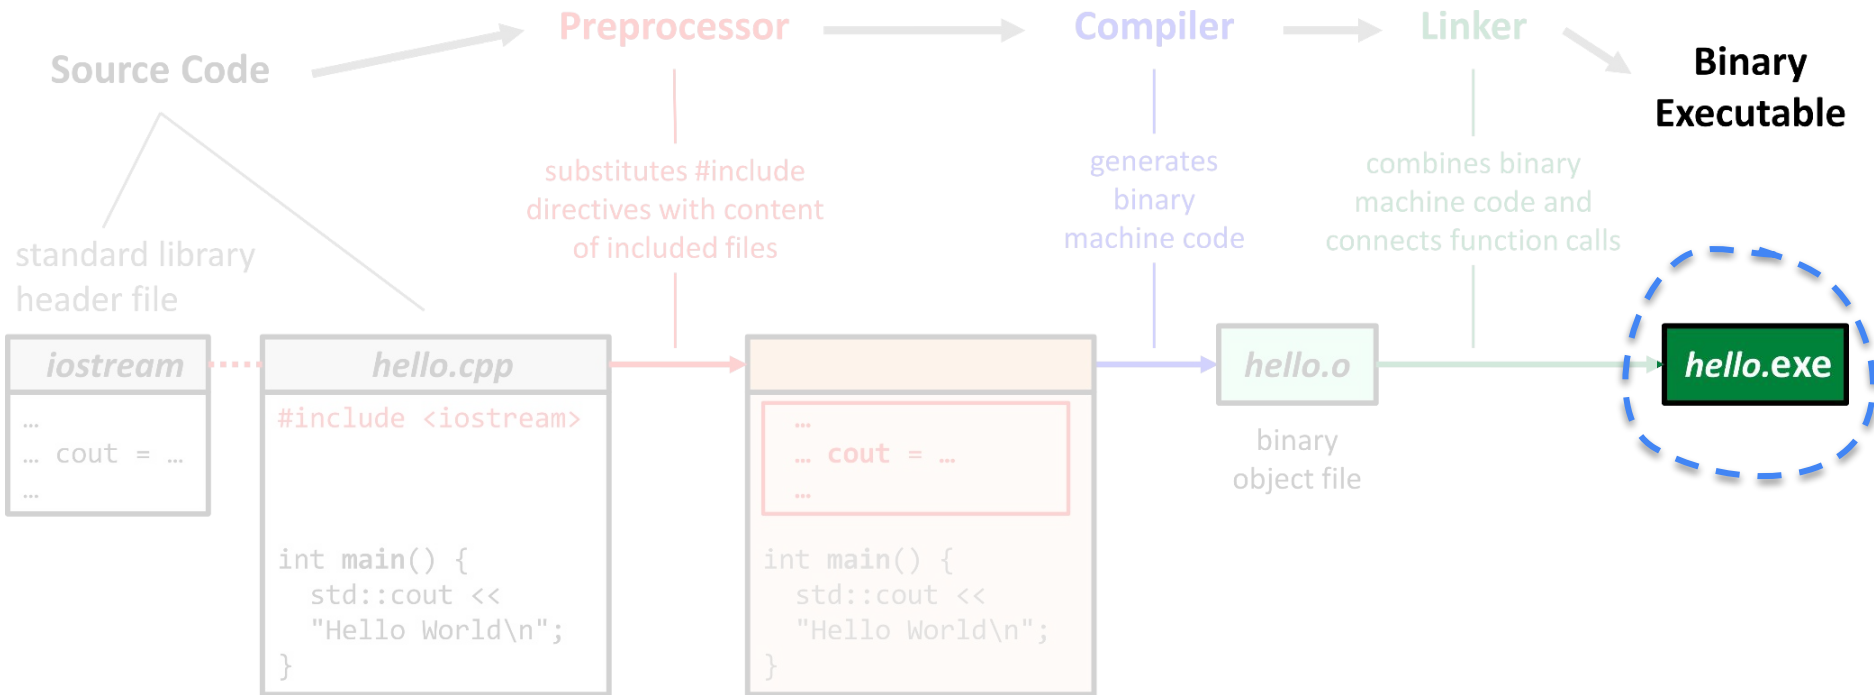 Source Code
Preprocessor
Compiler
Linker
Binary
Executable
substitutes #include
directives with content
of included files
generates
binary
machine code
combines binary
machine code and
connects function calls
standard library
header file
iostream
…
… cout = …
…
hello.cpp
#include <iostream>
int main() {
  std::cout <<
  "Hello World\n";
}
…
… cout = …
…
int main() {
  std::cout <<
  "Hello World\n";
}
hello.o
binary
object file
hello.exe